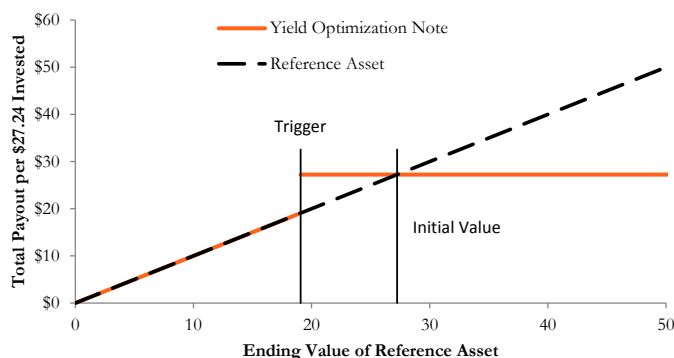 $60
Yield Optimization Note
$50
Reference Asset
$40
Trigger
$30
$20
Initial Value
$10
$0
0 10 20 30 40 50
Total Payout per $27.24 Invested
Ending Value of Reference Asset